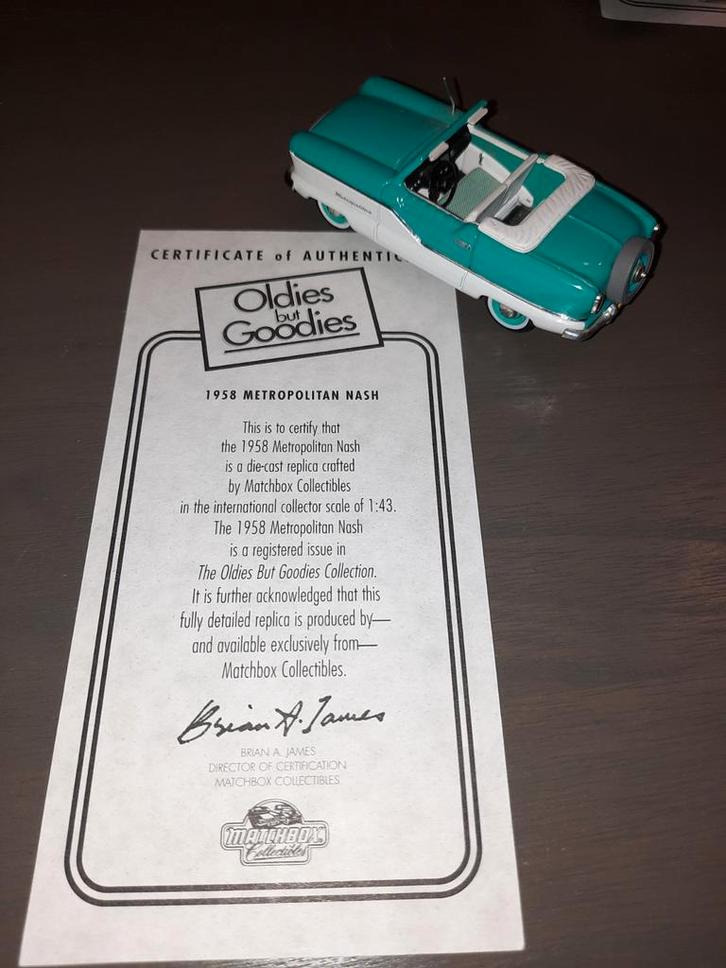 Metropolitan
CERTIFICATE of AUTHENTIC
Oldies
but
Goodies
1958 METROPOLITAN NASH
This is to certify that
the 1958 Metropolitan Nash
is a die-cast replica crafted
by Matchbox Collectibles
in the international collector scale of 1:43.
The 1958 Metropolitan Nash
is a registered issue in
The Oldies But Goodies Collection.
It is further acknowledged that this
fully detailed replica is produced by—
and available exclusively from—
Matchbox Collectibles.
Brian A. James
BRIAN A. JAMES
DIRECTOR OF CERTIFICATION
MATCHBOX COLLECTIBLES
MATCHBOX
Collectibles